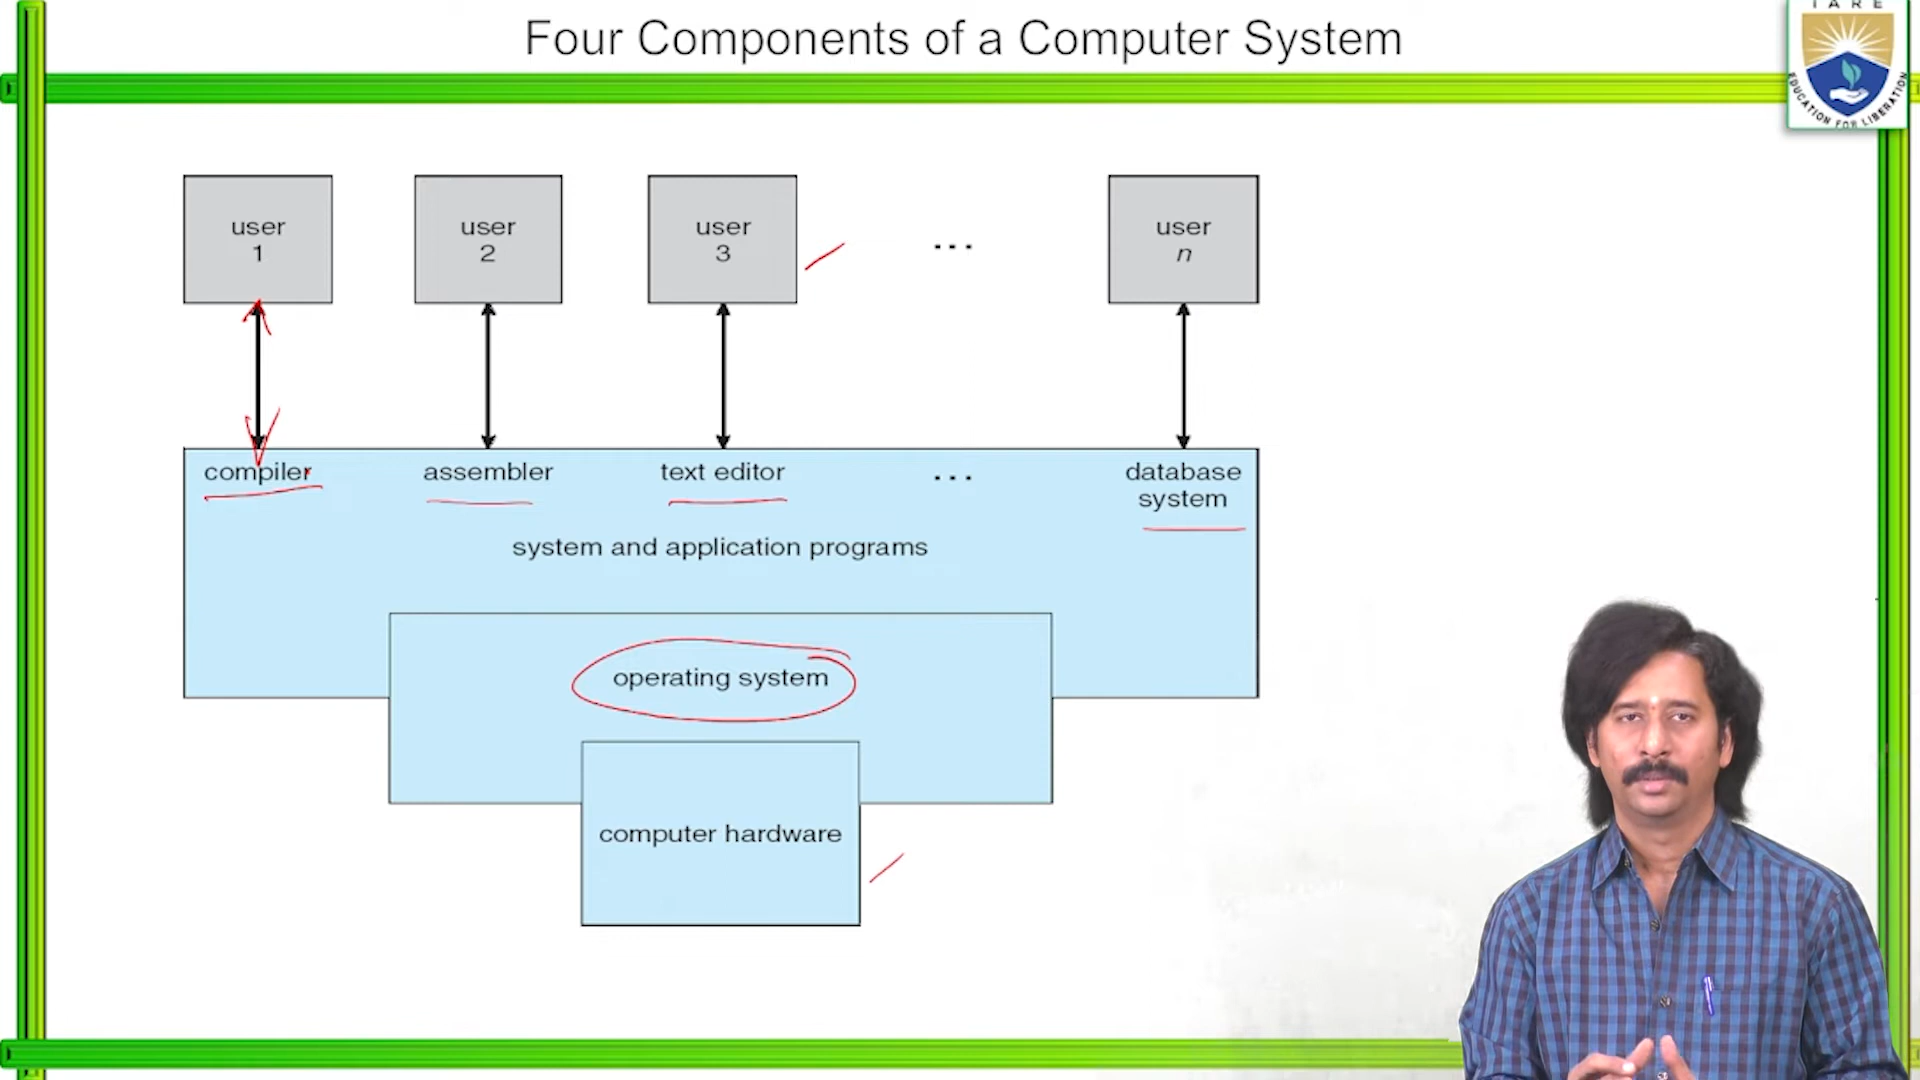 Four Components of a Computer System
IARE
EDUCATION FOR LIBERATION
user
1
user
2
user
3
...
user
n
compiler
assembler
text editor
...
database
system
system and application programs
operating system
computer hardware